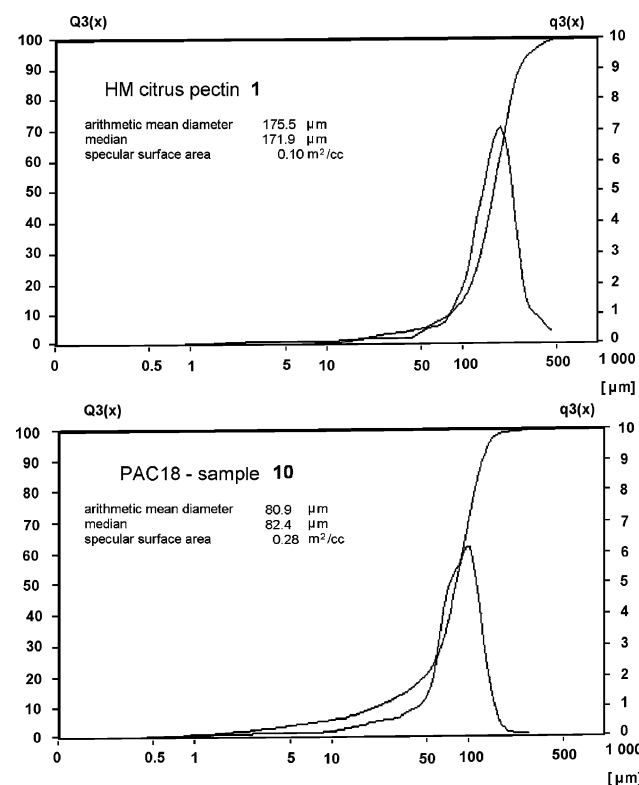 Q3(x) q3(x)
100 10
90 9
HM citrus pectin 1
80 8
arithmetic mean diameter 175.5 µm
70 7
median 171.9 µm
specular surface area 0.10 m²/cc
60 6
50 5
40 4
30 3
20 2
10 1
0 0
0 0.5 1 5 10 50 100 500 1 000
[µm]
Q3(x) q3(x)
100 10
90 9
PAC18 - sample 10
80 8
arithmetic mean diameter 80.9 µm
70 7
median 82.4 µm
specular surface area 0.28 m²/cc
60 6
50 5
40 4
30 3
20 2
10 1
0 0
0 0.5 1 5 10 50 100 500 1 000
[µm]